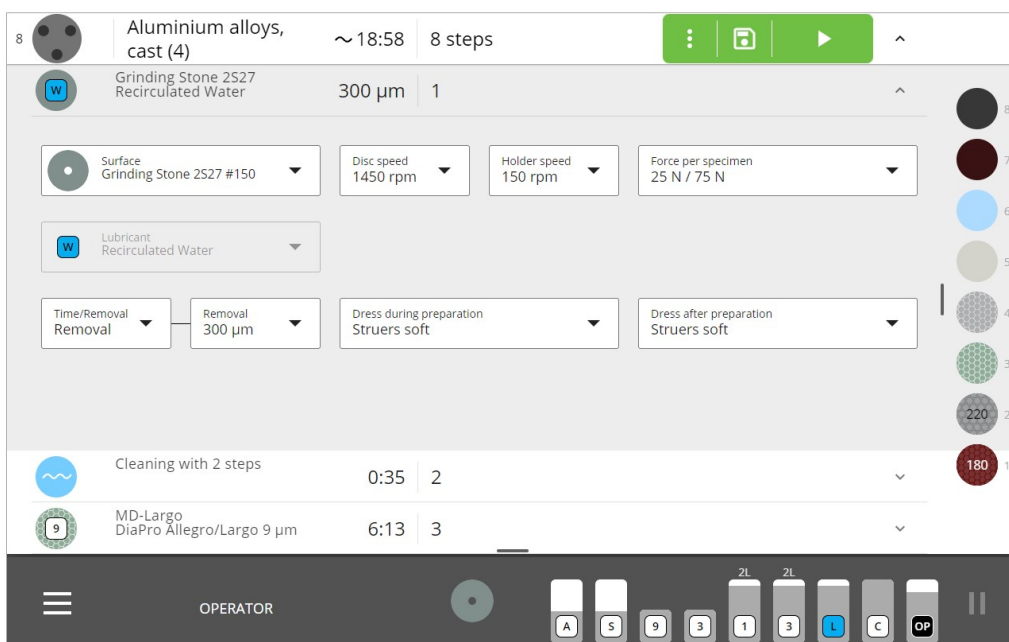 8
Aluminium alloys,
cast (4)
~ 18:58
8 steps
W
Grinding Stone 2S27
Recirculated Water
300 µm
1
Surface
Grinding Stone 2S27 #150
Disc speed
1450 rpm
Holder speed
150 rpm
Force per specimen
25 N / 75 N
W
Lubricant
Recirculated Water
Time/Removal
Removal
Removal
300 µm
Dress during preparation
Struers soft
Dress after preparation
Struers soft
8
7
6
5
4
3
220 2
180 1
Cleaning with 2 steps
0:35
2
9
MD-Largo
DiaPro Allegro/Largo 9 µm
6:13
3
OPERATOR
2L 2L
A S 9 3 1 3 L C OP